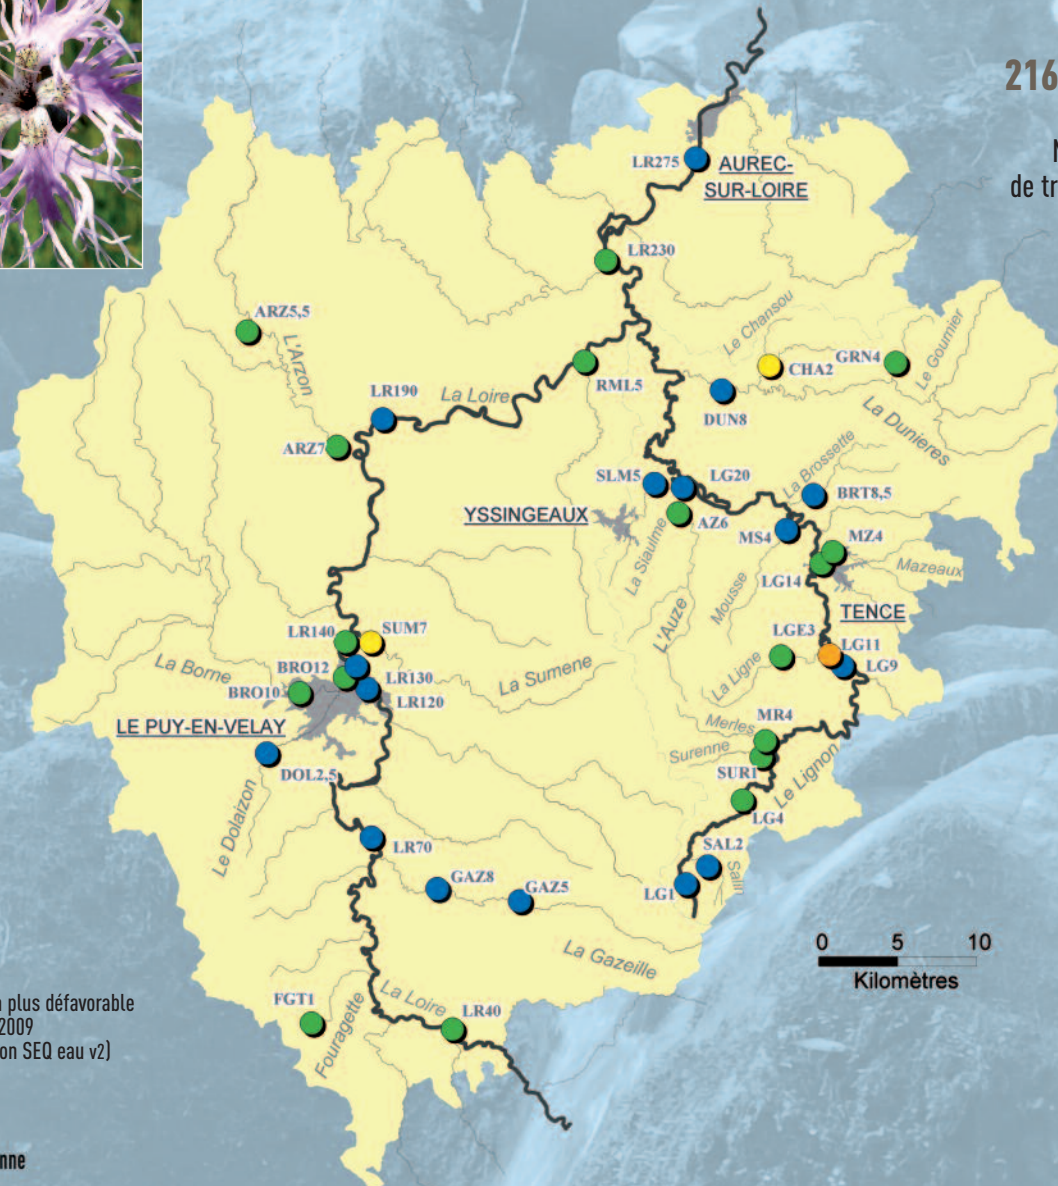 216
de tr
LR275
AUREC-
SUR-LOIRE
LR230
ARZ5,5
L'Arzon
Le Chansou
CHA2
GRN4
Le Gournier
LR190
La Loire
RML5
DUN8
La Dunieres
ARZ7
La Brossette
SLM5
LG20
BRT8,5
YSSINGEAUX
AZ6
MS4
MZ4
La Siaulme
LG14
Mazeaux
Mousse
L'Auze
TENCE
LR140
SUM7
LGE3
LG11
La Borne
BRO12
LR130
La Sumene
La Ligne
LG9
BRO10
LR120
LE PUY-EN-VELAY
Merles
MR4
Surenne
SUR1
DOL2,5
Le Lignon
LG4
Le Dolaizon
LR70
SAL2
GAZ8
GAZ5
LG1
La Gazeille
0 5 10
Kilomètres
plus défavorable
FGT1
La Loire
LR40
2009
on SEQ eau v2)
Fouragette
nne